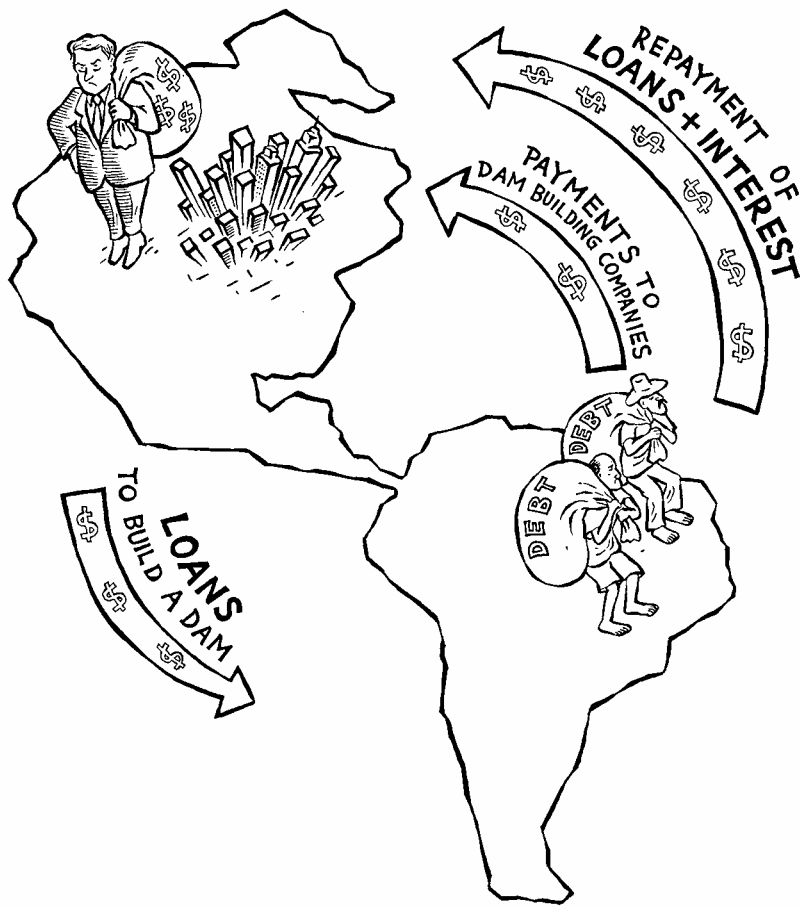 REPAYMENT OF
LOANS + INTEREST
$ $ $ $ $ $
PAYMENTS TO
DAM BUILDING COMPANIES
$ $
$ $ $
DEBT
DEBT
LOANS
TO BUILD A DAM
$ $ $